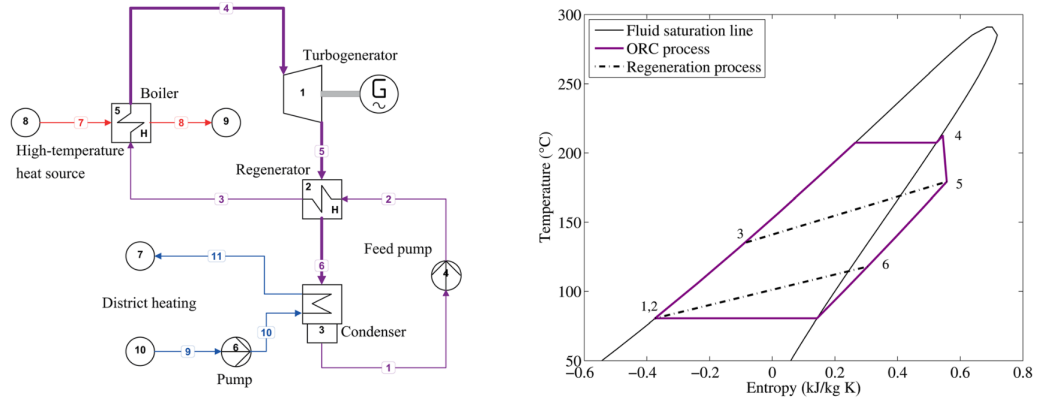 4
Turbogenerator
1
G
~
Boiler
5
H
8
7
8
9
High-temperature
heat source
5
Regenerator
2
H
3
2
6
7
11
Feed pump
4
District heating
3
Condenser
10
10
9
6
Pump
1
300
250
200
150
100
50
Temperature (°C)
Fluid saturation line
ORC process
Regeneration process
4
5
3
6
1,2
−0.6
−0.4
−0.2
0
0.2
0.4
0.6
0.8
Entropy (kJ/kg K)